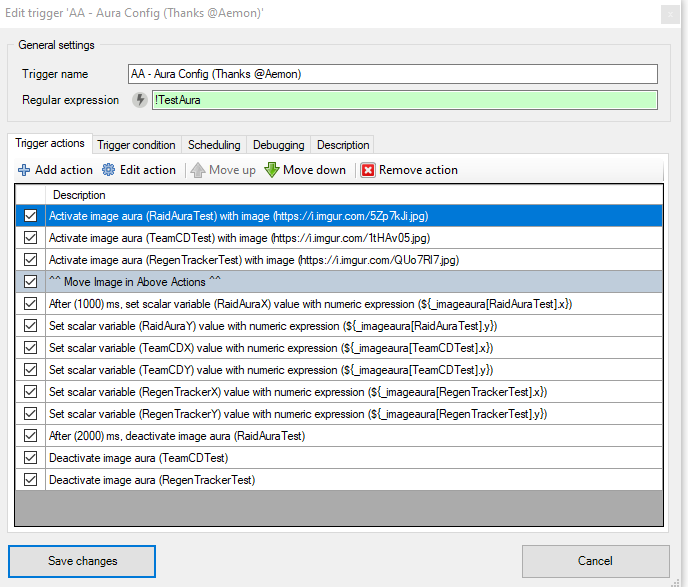 Edit trigger 'AA - Aura Config (Thanks @Aemon)'
General settings
Trigger name
AA - Aura Config (Thanks @Aemon)
Regular expression
!TestAura
Trigger actions Trigger condition Scheduling Debugging Description
Add action Edit action Move up Move down Remove action
Description
Activate image aura (RaidAuraTest) with image (https://i.imgur.com/5Zp7kJi.jpg)
Activate image aura (TeamCDTest) with image (https://i.imgur.com/1tHAv05.jpg)
Activate image aura (RegenTrackerTest) with image (https://i.imgur.com/QUo7Rl7.jpg)
^^ Move Image in Above Actions ^^
After (1000) ms, set scalar variable (RaidAuraX) value with numeric expression (${_imageaura[RaidAuraTest].x})
Set scalar variable (RaidAuraY) value with numeric expression (${_imageaura[RaidAuraTest].y})
Set scalar variable (TeamCDX) value with numeric expression (${_imageaura[TeamCDTest].x})
Set scalar variable (TeamCDY) value with numeric expression (${_imageaura[TeamCDTest].y})
Set scalar variable (RegenTrackerX) value with numeric expression (${_imageaura[RegenTrackerTest].x})
Set scalar variable (RegenTrackerY) value with numeric expression (${_imageaura[RegenTrackerTest].y})
After (2000) ms, deactivate image aura (RaidAuraTest)
Deactivate image aura (TeamCDTest)
Deactivate image aura (RegenTrackerTest)
Save changes
Cancel